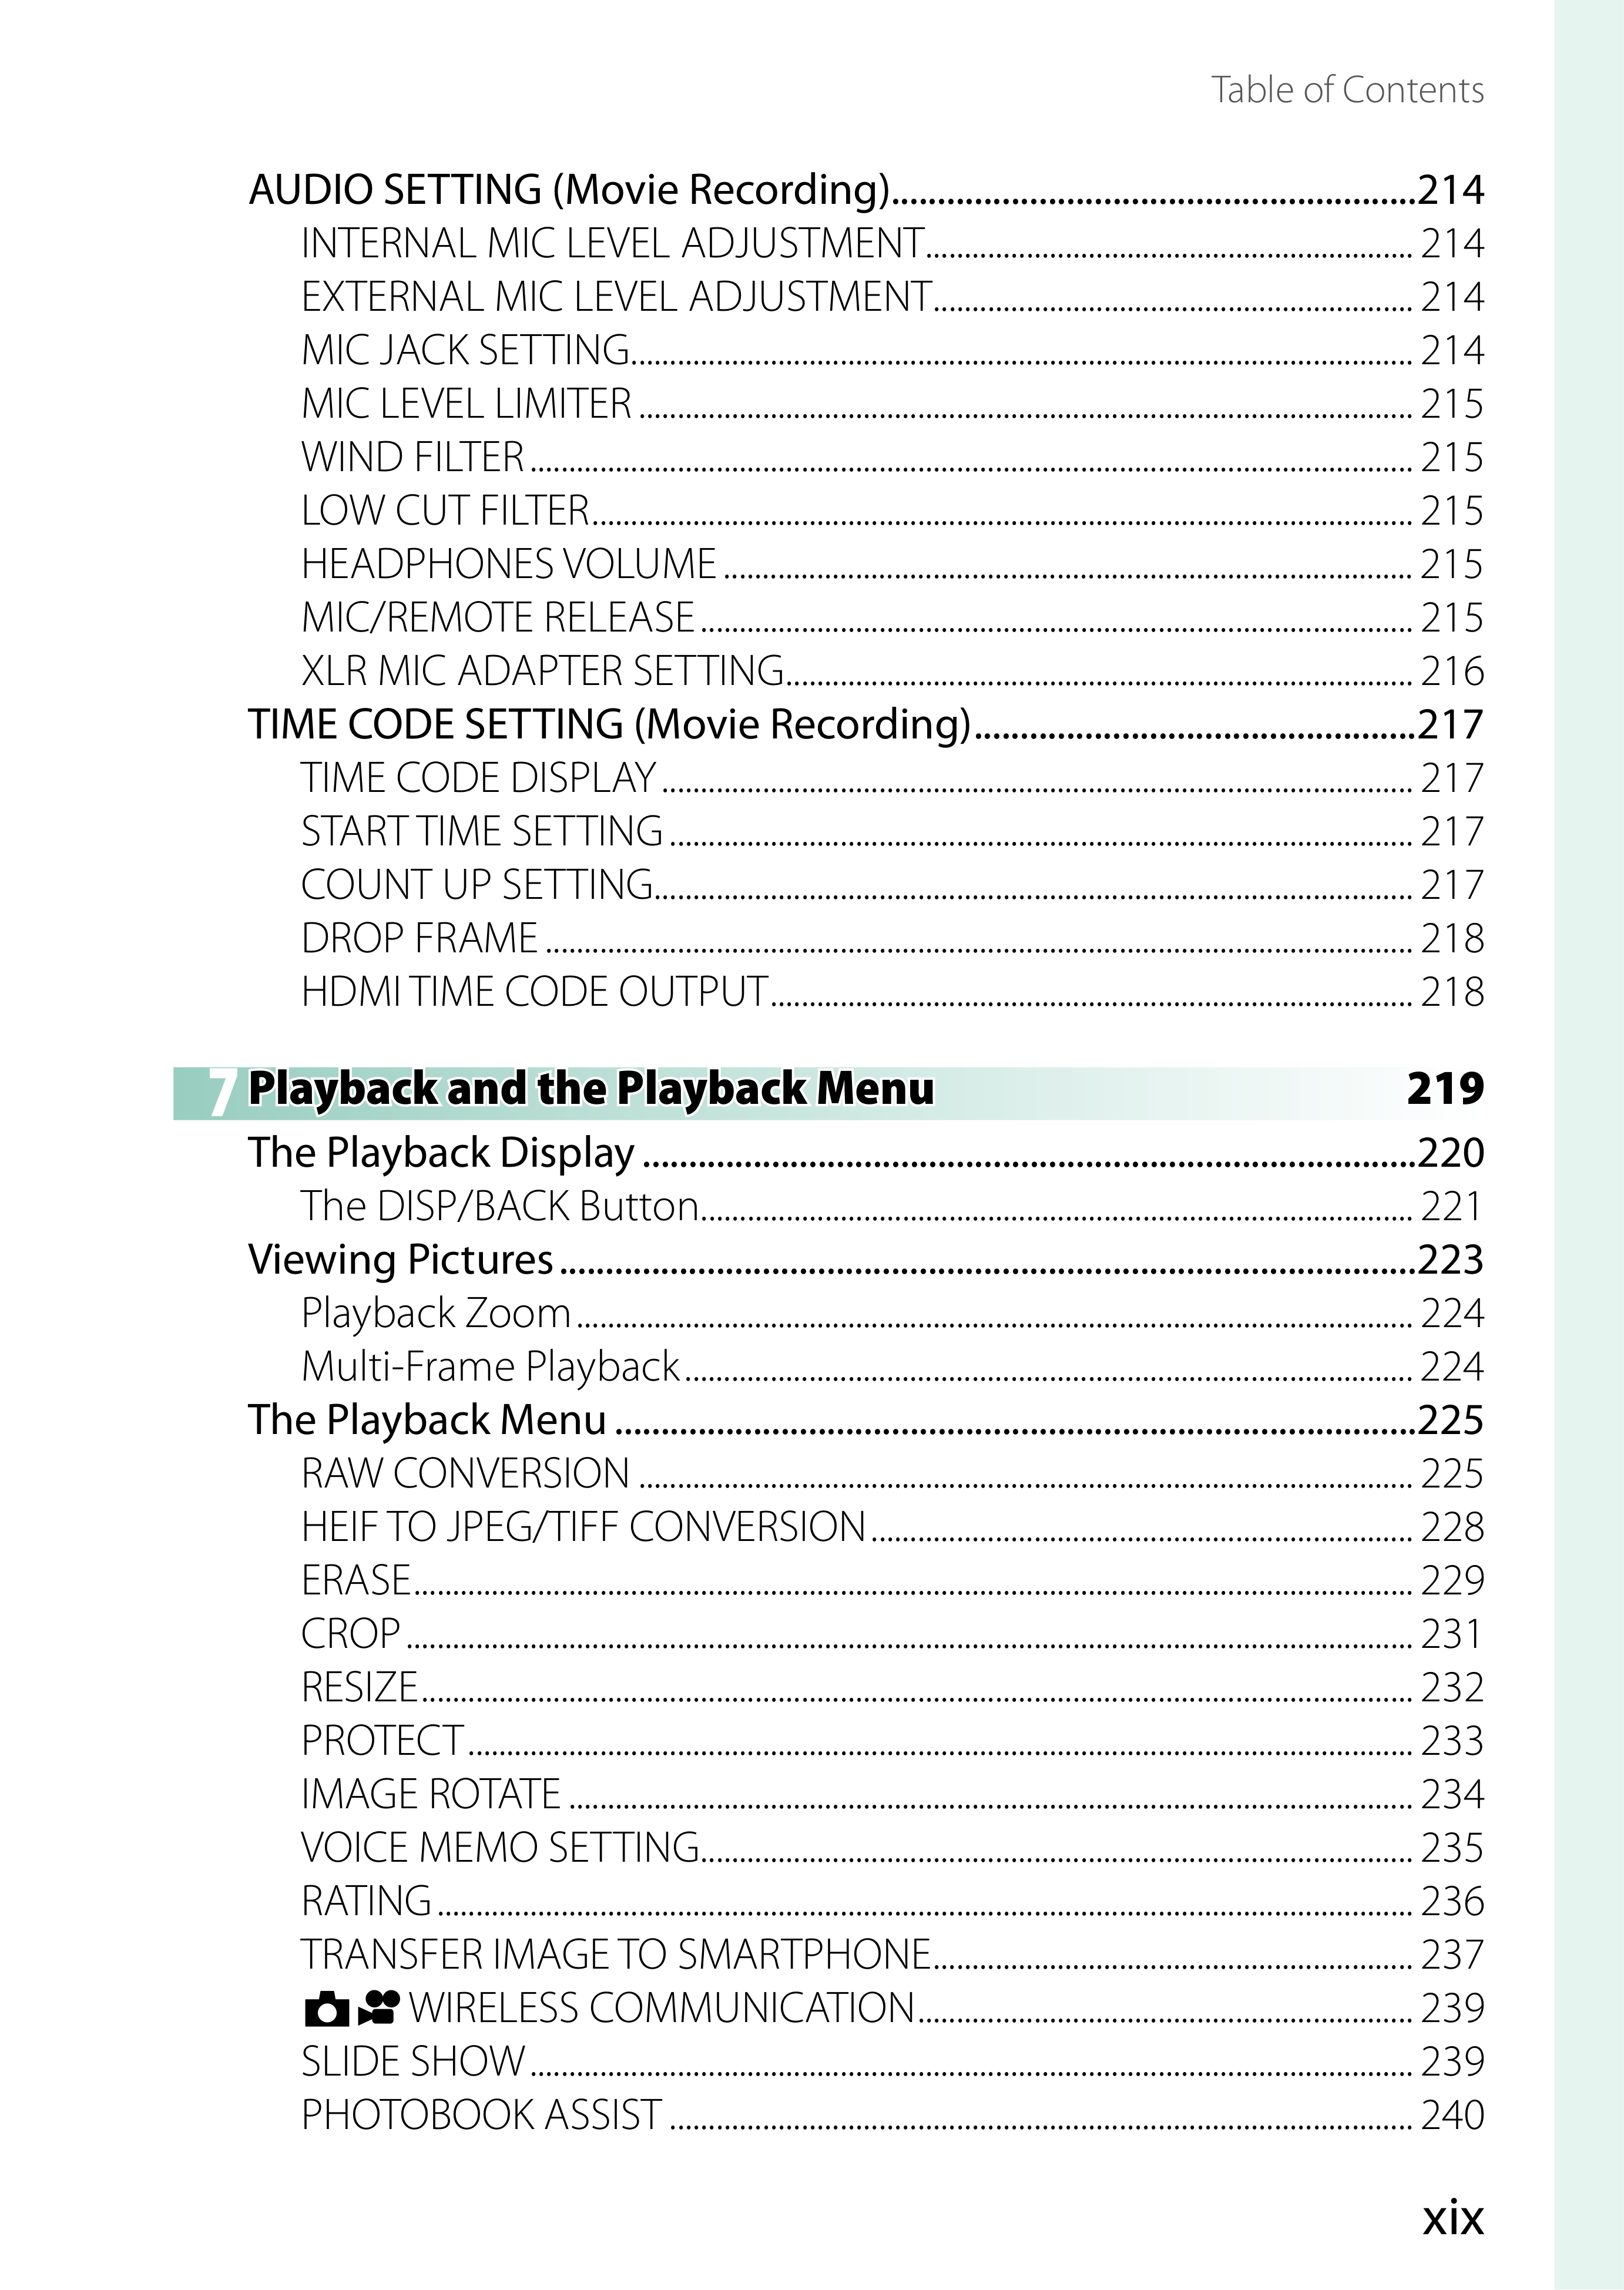 Table of Contents
AUDIO SETTING (Movie Recording).........................................................214
INTERNAL MIC LEVEL ADJUSTMENT............................................................... 214
EXTERNAL MIC LEVEL ADJUSTMENT.............................................................. 214
MIC JACK SETTING..................................................................................................... 214
MIC LEVEL LIMITER .................................................................................................... 215
WIND FILTER .................................................................................................................. 215
LOW CUT FILTER.......................................................................................................... 215
HEADPHONES VOLUME ......................................................................................... 215
MIC/REMOTE RELEASE ............................................................................................ 215
XLR MIC ADAPTER SETTING................................................................................. 216
TIME CODE SETTING (Movie Recording)................................................217
TIME CODE DISPLAY ................................................................................................. 217
START TIME SETTING ................................................................................................ 217
COUNT UP SETTING.................................................................................................. 217
DROP FRAME ................................................................................................................ 218
HDMI TIME CODE OUTPUT................................................................................... 218
7 Playback and the Playback Menu 219
The Playback Display ....................................................................................220
The DISP/BACK Button............................................................................................ 221
Viewing Pictures .............................................................................................223
Playback Zoom ............................................................................................................ 224
Multi-Frame Playback .............................................................................................. 224
The Playback Menu .......................................................................................225
RAW CONVERSION .................................................................................................... 225
HEIF TO JPEG/TIFF CONVERSION ...................................................................... 228
ERASE................................................................................................................................. 229
CROP .................................................................................................................................. 231
RESIZE ................................................................................................................................ 232
PROTECT .......................................................................................................................... 233
IMAGE ROTATE ............................................................................................................. 234
VOICE MEMO SETTING............................................................................................ 235
RATING .............................................................................................................................. 236
TRANSFER IMAGE TO SMARTPHONE.............................................................. 237
WIRELESS COMMUNICATION................................................................ 239
SLIDE SHOW .................................................................................................................. 239
PHOTOBOOK ASSIST ................................................................................................ 240
xix